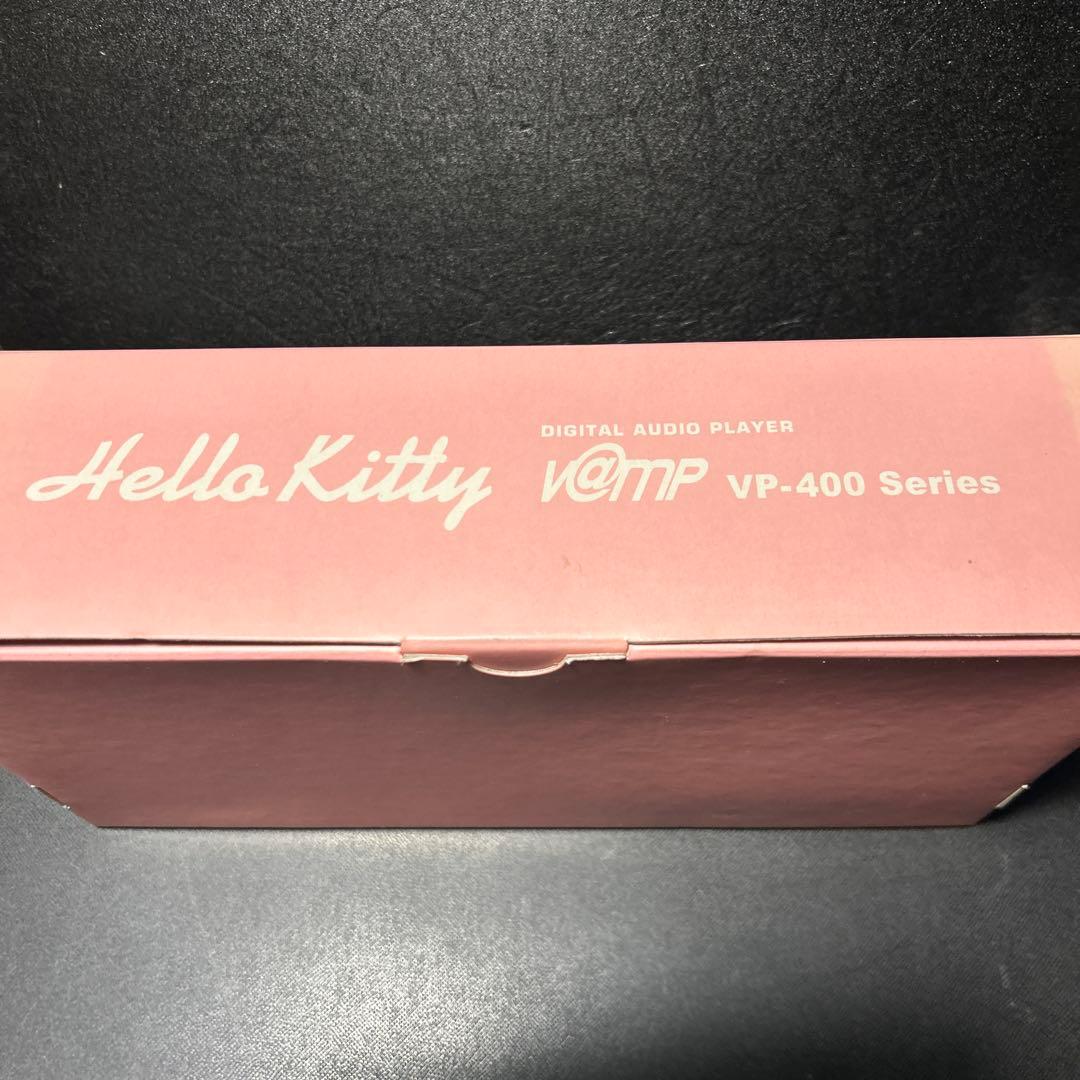 Hello Kitty
DIGITAL AUDIO PLAYER
v@mp VP-400 Series